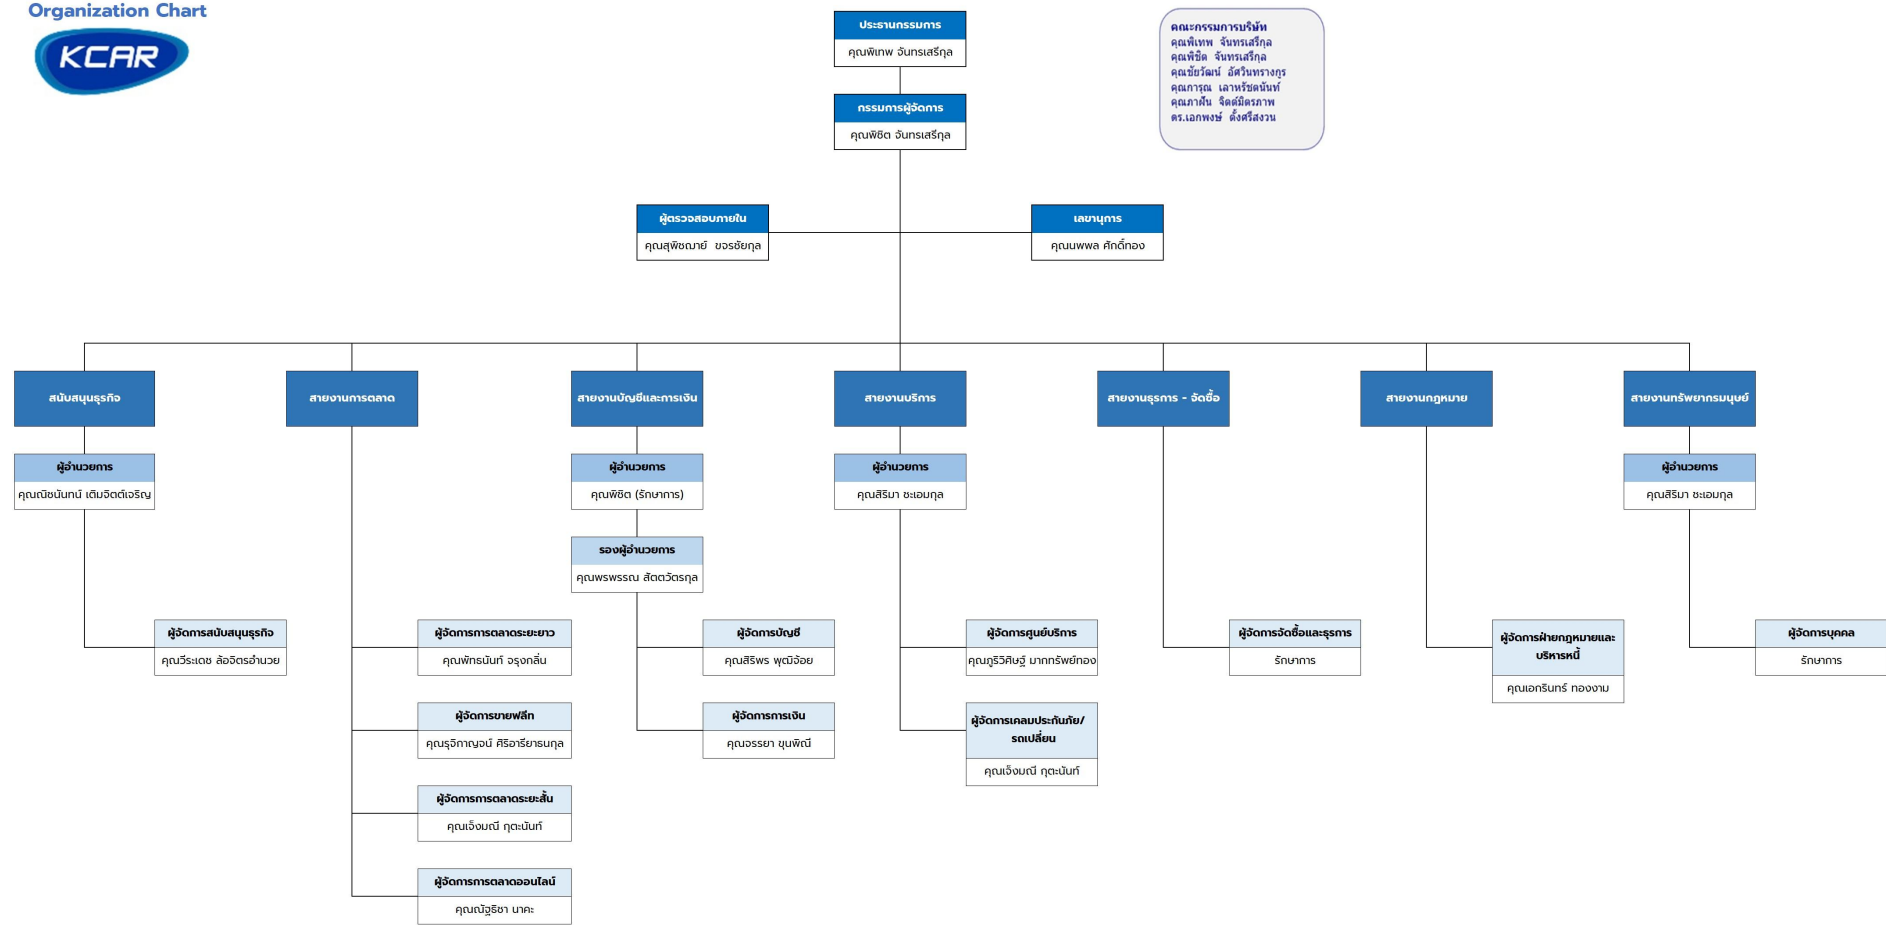 Organization Chart
KCAR
ประธานกรรมการ
คุณพิเทพ จันทรเสรีกุล
กรรมการผู้จัดการ
คุณพิชิต จันทรเสรีกุล
คณะกรรมการบริษัท
คุณพิเทพ จันทรเสรีกุล
คุณพิชิต จันทรเสรีกุล
คุณชัยวัฒน์ อัศวินทรางกูร
คุณการุณ เลาหรัชตนันท์
คุณภาฝัน จิตต์มิตรภาพ
ดร.เอกพงษ์ ตั้งศรีสงวน
ผู้ตรวจสอบภายใน
คุณสุพิชฌาย์ ขจรชัยกุล
เลขานุการ
คุณนพพล ศักดิ์ทอง
สนับสนุนธุรกิจ
ผู้อำนวยการ
คุณณิชนันทน์ เติมจิตต์เจริญ
ผู้จัดการสนับสนุนธุรกิจ
คุณวีระเดช ล้อจิตรอำนวย
สายงานการตลาด
ผู้จัดการการตลาดระยะยาว
คุณพัทธนันท์ จรุงกลิ่น
ผู้จัดการขายฟลีท
คุณรุจิกาญจน์ ศิริอารียาธนกุล
ผู้จัดการการตลาดระยะสั้น
คุณเจ็งมณี กุตะนันท์
ผู้จัดการการตลาดออนไลน์
คุณณัฐธิชา นาคะ
สายงานบัญชีและการเงิน
ผู้อำนวยการ
คุณพิชิต (รักษาการ)
รองผู้อำนวยการ
คุณพรพรรณ สัตตวัตรกุล
ผู้จัดการบัญชี
คุณสิริพร พุฒิจ้อย
ผู้จัดการการเงิน
คุณจรรยา ขุนพิณี
สายงานบริการ
ผู้อำนวยการ
คุณสิริมา ชะเอมกุล
ผู้จัดการศูนย์บริการ
คุณภูริวิศิษฐ์ มากทรัพย์ทอง
ผู้จัดการเคลมประกันภัย/
รถเปลี่ยน
คุณเจ็งมณี กุตะนันท์
สายงานธุรการ - จัดซื้อ
ผู้จัดการจัดซื้อและธุรการ
รักษาการ
สายงานกฎหมาย
ผู้จัดการฝ่ายกฎหมายและ
บริหารหนี้
คุณเอกรินทร์ ทองงาม
สายงานทรัพยากรมนุษย์
ผู้อำนวยการ
คุณสิริมา ชะเอมกุล
ผู้จัดการบุคคล
รักษาการ